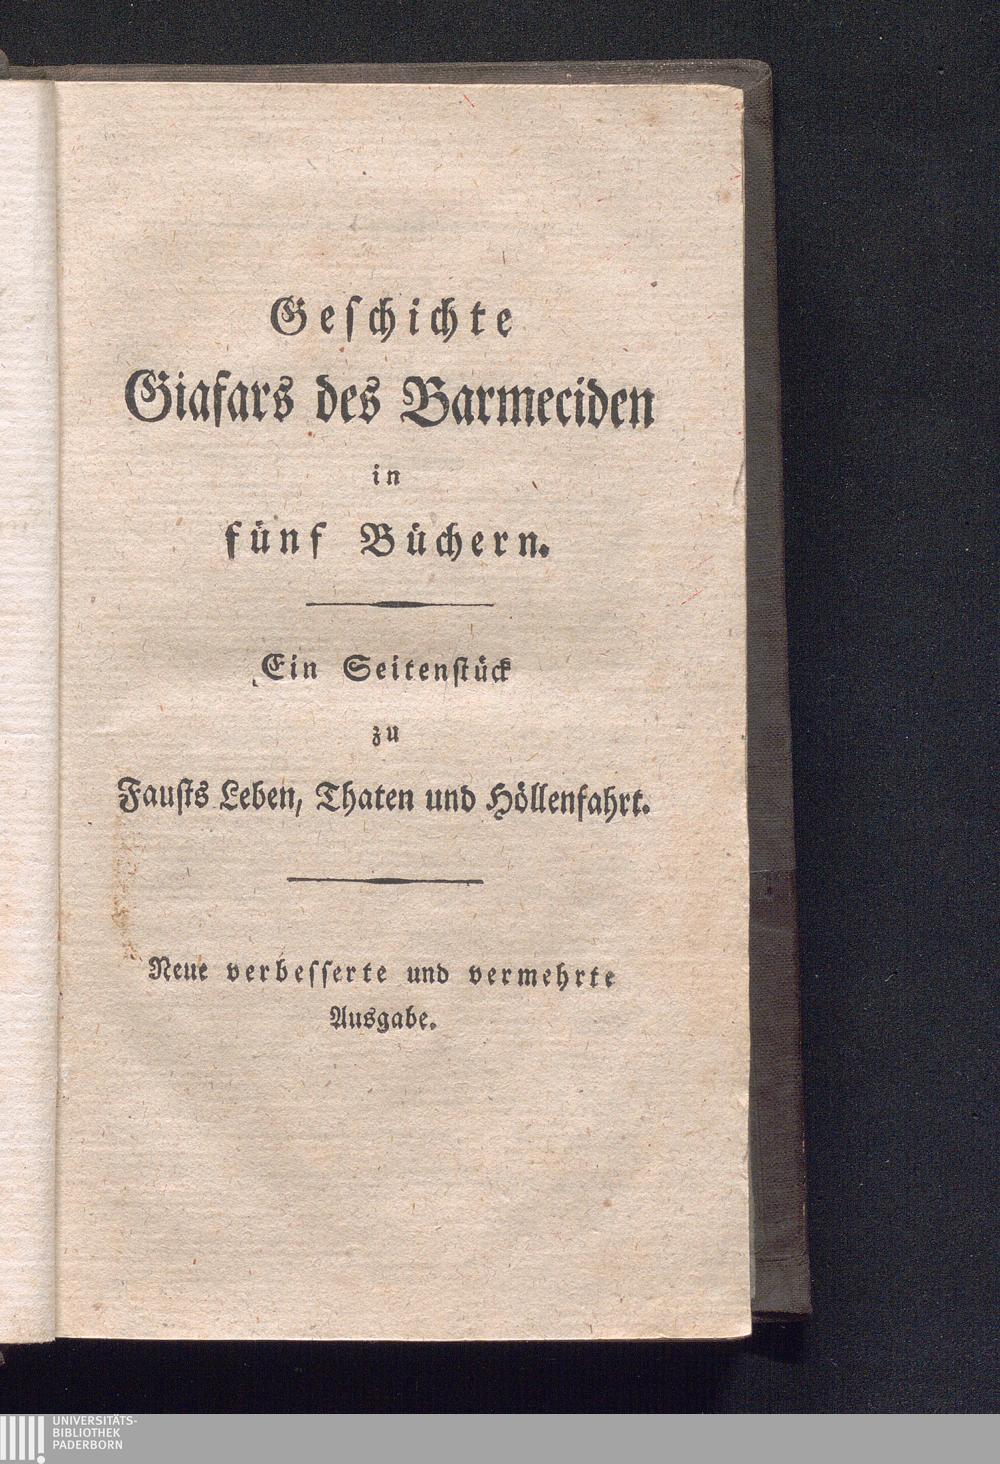 Geschichte
Giafars des Barmeciden
in
fünf Büchern.
Ein Seitenstück
zu
Fausts Leben, Thaten und Höllenfahrt.
Neue verbesserte und vermehrte
Ausgabe.
UNIVERSITÄTS-
BIBLIOTHEK
PADERBORN